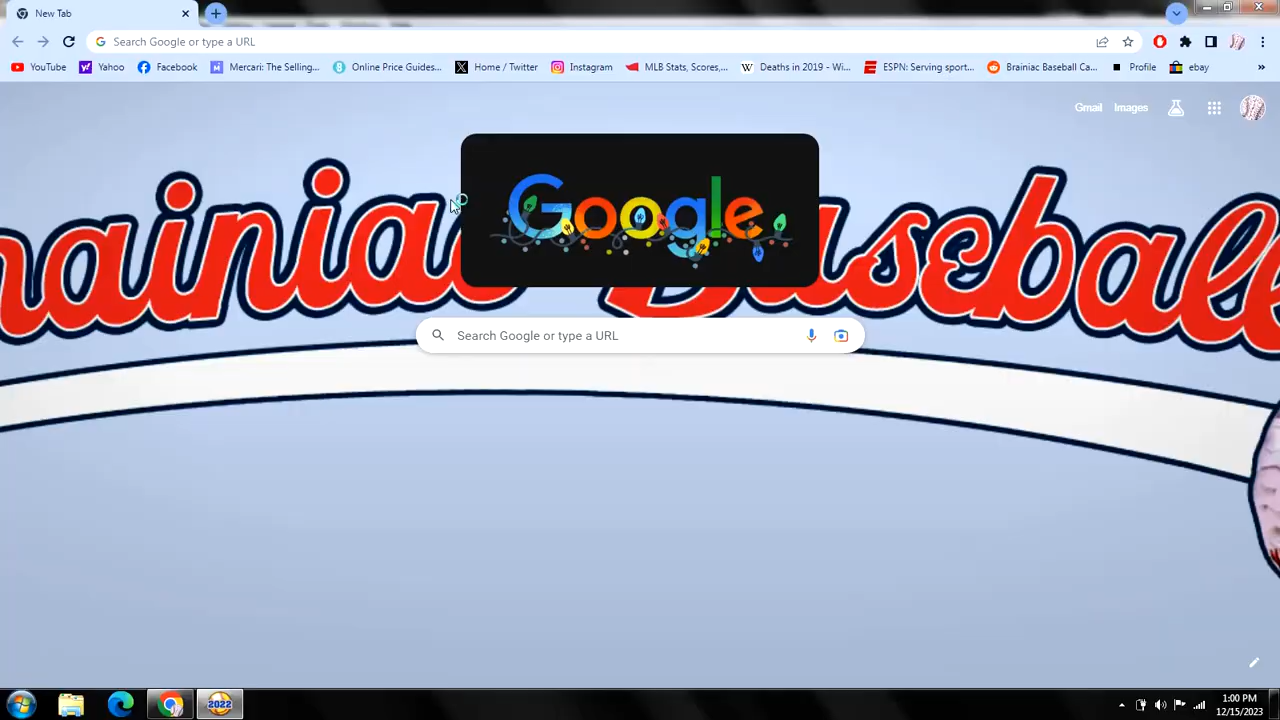 New Tab
Search Google or type a URL
YouTube Yahoo Facebook Mercari: The Selling... Online Price Guides... Home / Twitter Instagram MLB Stats, Scores,... Deaths in 2019 - Wi... ESPN: Serving sport... Brainiac Baseball Ca... Profile ebay »
Gmail Images
Google
rainiac Baseball
Search Google or type a URL
2022
1:00 PM
12/15/2023